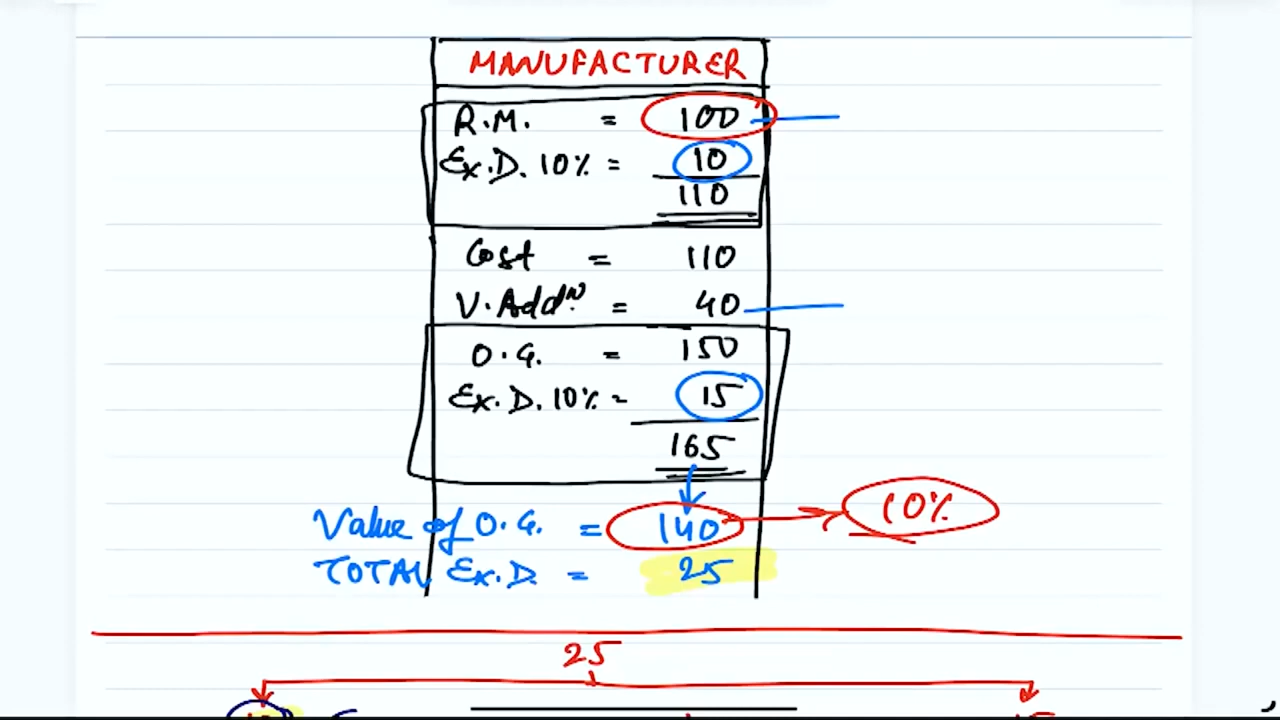 MANUFACTURER
R.M. = 100
Ex.D. 10% = 10
110
Cost = 110
V.Addⁿ. = 40
O.G. = 150
Ex.D. 10% = 15
165
Value of O.G. = 140 → 10%
TOTAL Ex.D. = 25
25